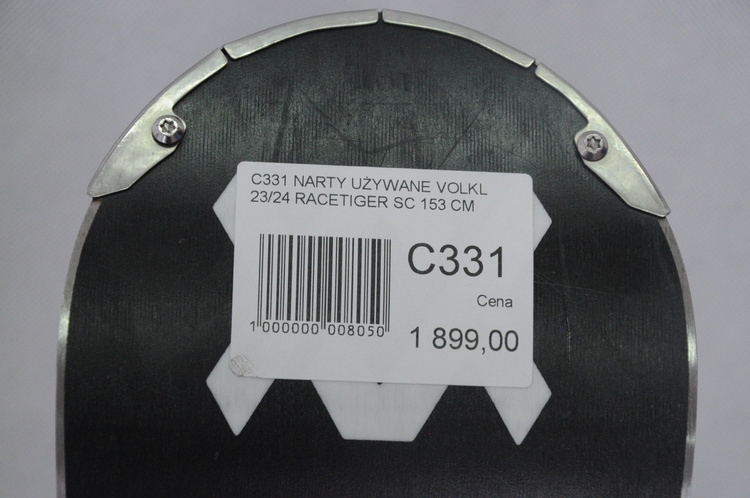 C331 NARTY UŻYWANE VOLKL
23/24 RACETIGER SC 153 CM
C331
Cena
1 899,00
1 000000 008050